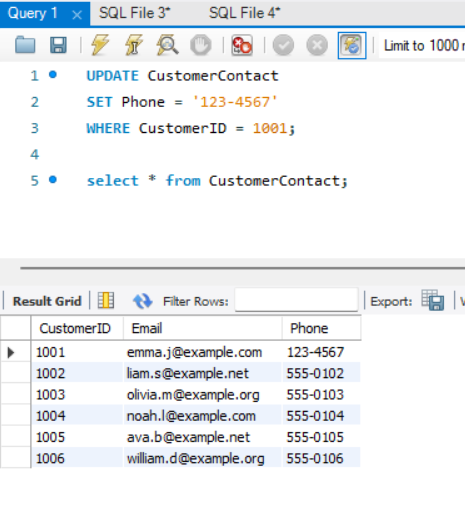 Query 1 × SQL File 3* SQL File 4*
Limit to 1000 r
1 UPDATE CustomerContact
2 SET Phone = '123-4567'
3 WHERE CustomerID = 1001;
4
5 select * from CustomerContact;
Result Grid Filter Rows: Export:
CustomerID Email Phone
1001 emma.j@example.com 123-4567
1002 liam.s@example.net 555-0102
1003 olivia.m@example.org 555-0103
1004 noah.l@example.com 555-0104
1005 ava.b@example.net 555-0105
1006 william.d@example.org 555-0106